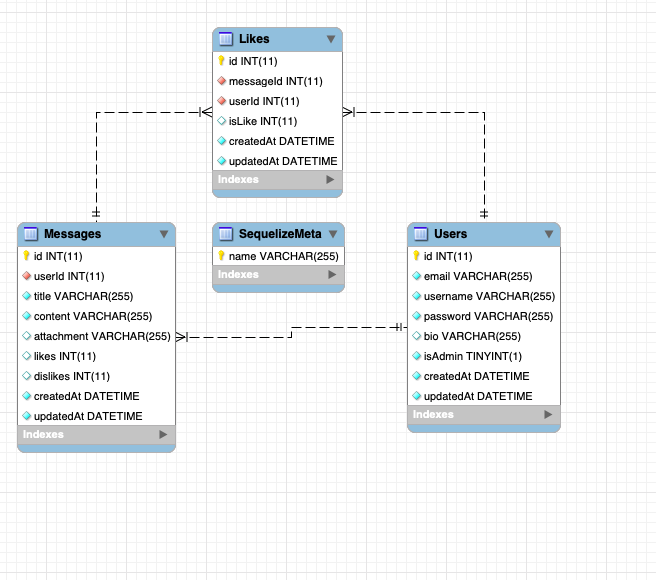 Likes
id INT(11)
messageId INT(11)
userId INT(11)
isLike INT(11)
createdAt DATETIME
updatedAt DATETIME
Indexes
Messages
id INT(11)
userId INT(11)
title VARCHAR(255)
content VARCHAR(255)
attachment VARCHAR(255)
likes INT(11)
dislikes INT(11)
createdAt DATETIME
updatedAt DATETIME
Indexes
SequelizeMeta
name VARCHAR(255)
Indexes
Users
id INT(11)
email VARCHAR(255)
username VARCHAR(255)
password VARCHAR(255)
bio VARCHAR(255)
isAdmin TINYINT(1)
createdAt DATETIME
updatedAt DATETIME
Indexes